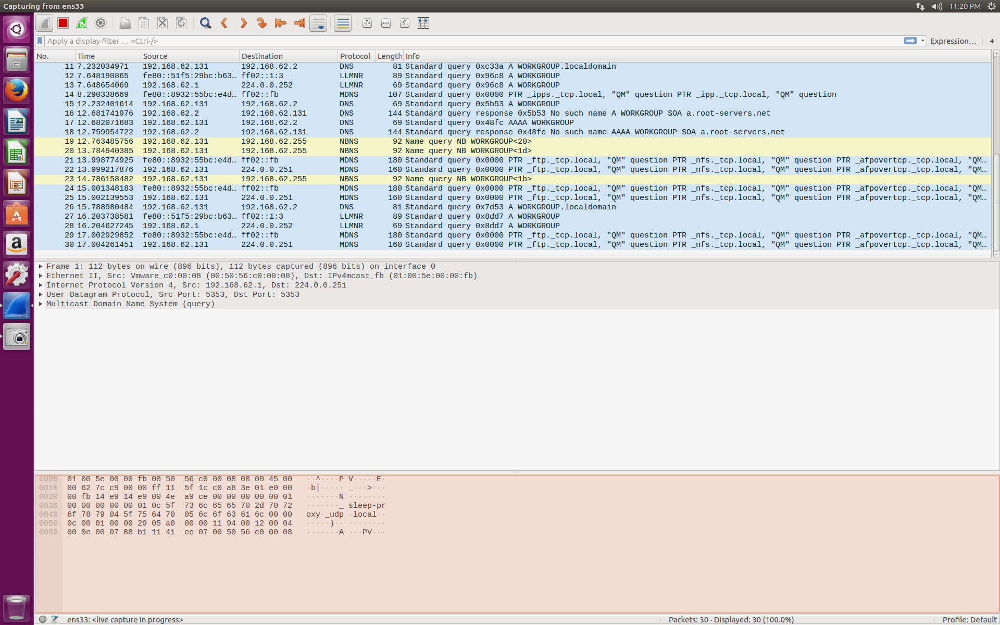 Capturing from ens33
11:20 PM
Apply a display filter … <Ctrl-/>
Expression…
+
No. Time Source Destination Protocol Length Info
11 7.232034971 192.168.62.131 192.168.62.2 DNS 81 Standard query 0xc33a A WORKGROUP.localdomain
12 7.648190865 fe80::51f5:29bc:b63… ff02::1:3 LLMNR 89 Standard query 0x96c8 A WORKGROUP
13 7.648654069 192.168.62.1 224.0.0.252 LLMNR 69 Standard query 0x96c8 A WORKGROUP
14 8.290338669 fe80::8932:55bc:e4d… ff02::fb MDNS 107 Standard query 0x0000 PTR _ipps._tcp.local, "QM" question PTR _ipp._tcp.local, "QM" question
15 12.232401614 192.168.62.131 192.168.62.2 DNS 69 Standard query 0x5b53 A WORKGROUP
16 12.681741976 192.168.62.2 192.168.62.131 DNS 144 Standard query response 0x5b53 No such name A WORKGROUP SOA a.root-servers.net
17 12.682071683 192.168.62.131 192.168.62.2 DNS 69 Standard query 0x48fc AAAA WORKGROUP
18 12.759954722 192.168.62.2 192.168.62.131 DNS 144 Standard query response 0x48fc No such name AAAA WORKGROUP SOA a.root-servers.net
19 12.763485756 192.168.62.131 192.168.62.255 NBNS 92 Name query NB WORKGROUP<20>
20 13.784940385 192.168.62.131 192.168.62.255 NBNS 92 Name query NB WORKGROUP<1d>
21 13.998774925 fe80::8932:55bc:e4d… ff02::fb MDNS 180 Standard query 0x0000 PTR _ftp._tcp.local, "QM" question PTR _nfs._tcp.local, "QM" question PTR _afpovertcp._tcp.local, "QM…
22 13.999217876 192.168.62.131 224.0.0.251 MDNS 160 Standard query 0x0000 PTR _ftp._tcp.local, "QM" question PTR _nfs._tcp.local, "QM" question PTR _afpovertcp._tcp.local, "QM…
23 14.786158482 192.168.62.131 192.168.62.255 NBNS 92 Name query NB WORKGROUP<1b>
24 15.001348183 fe80::8932:55bc:e4d… ff02::fb MDNS 180 Standard query 0x0000 PTR _ftp._tcp.local, "QM" question PTR _nfs._tcp.local, "QM" question PTR _afpovertcp._tcp.local, "QM…
25 15.002139553 192.168.62.131 224.0.0.251 MDNS 160 Standard query 0x0000 PTR _ftp._tcp.local, "QM" question PTR _nfs._tcp.local, "QM" question PTR _afpovertcp._tcp.local, "QM…
26 15.788980484 192.168.62.131 192.168.62.2 DNS 81 Standard query 0x7d53 A WORKGROUP.localdomain
27 16.203738581 fe80::51f5:29bc:b63… ff02::1:3 LLMNR 89 Standard query 0x8dd7 A WORKGROUP
28 16.204627245 192.168.62.1 224.0.0.252 LLMNR 69 Standard query 0x8dd7 A WORKGROUP
29 17.002929852 fe80::8932:55bc:e4d… ff02::fb MDNS 180 Standard query 0x0000 PTR _ftp._tcp.local, "QM" question PTR _nfs._tcp.local, "QM" question PTR _afpovertcp._tcp.local, "QM…
30 17.004261451 192.168.62.131 224.0.0.251 MDNS 160 Standard query 0x0000 PTR _ftp._tcp.local, "QM" question PTR _nfs._tcp.local, "QM" question PTR _afpovertcp._tcp.local, "QM…
Frame 1: 112 bytes on wire (896 bits), 112 bytes captured (896 bits) on interface 0
Ethernet II, Src: Vmware_c0:00:08 (00:50:56:c0:00:08), Dst: IPv4mcast_fb (01:00:5e:00:00:fb)
Internet Protocol Version 4, Src: 192.168.62.1, Dst: 224.0.0.251
User Datagram Protocol, Src Port: 5353, Dst Port: 5353
Multicast Domain Name System (query)
0000 01 00 5e 00 00 fb 00 50 56 c0 00 08 08 00 45 00 ··^····P V·····E·
0010 00 62 7c c9 00 00 ff 11 5f 1c c0 a8 3e 01 e0 00 ·b|····· _···>···
0020 00 fb 14 e9 14 e9 00 4e a9 ce 00 00 00 00 00 01 ·······N ········
0030 00 00 00 00 00 01 0c 5f 73 6c 65 65 70 2d 70 72 ·······_ sleep-pr
0040 6f 78 79 04 5f 75 64 70 05 6c 6f 63 61 6c 00 00 oxy·_udp ·local··
0050 0c 00 01 00 00 29 05 a0 00 00 11 94 00 12 00 04 ·····)·· ········
0060 00 0e 00 07 88 b1 11 41 ee 07 00 50 56 c0 00 08 ·······A ···PV···
ens33: <live capture in progress>
Packets: 30 · Displayed: 30 (100.0%)
Profile: Default